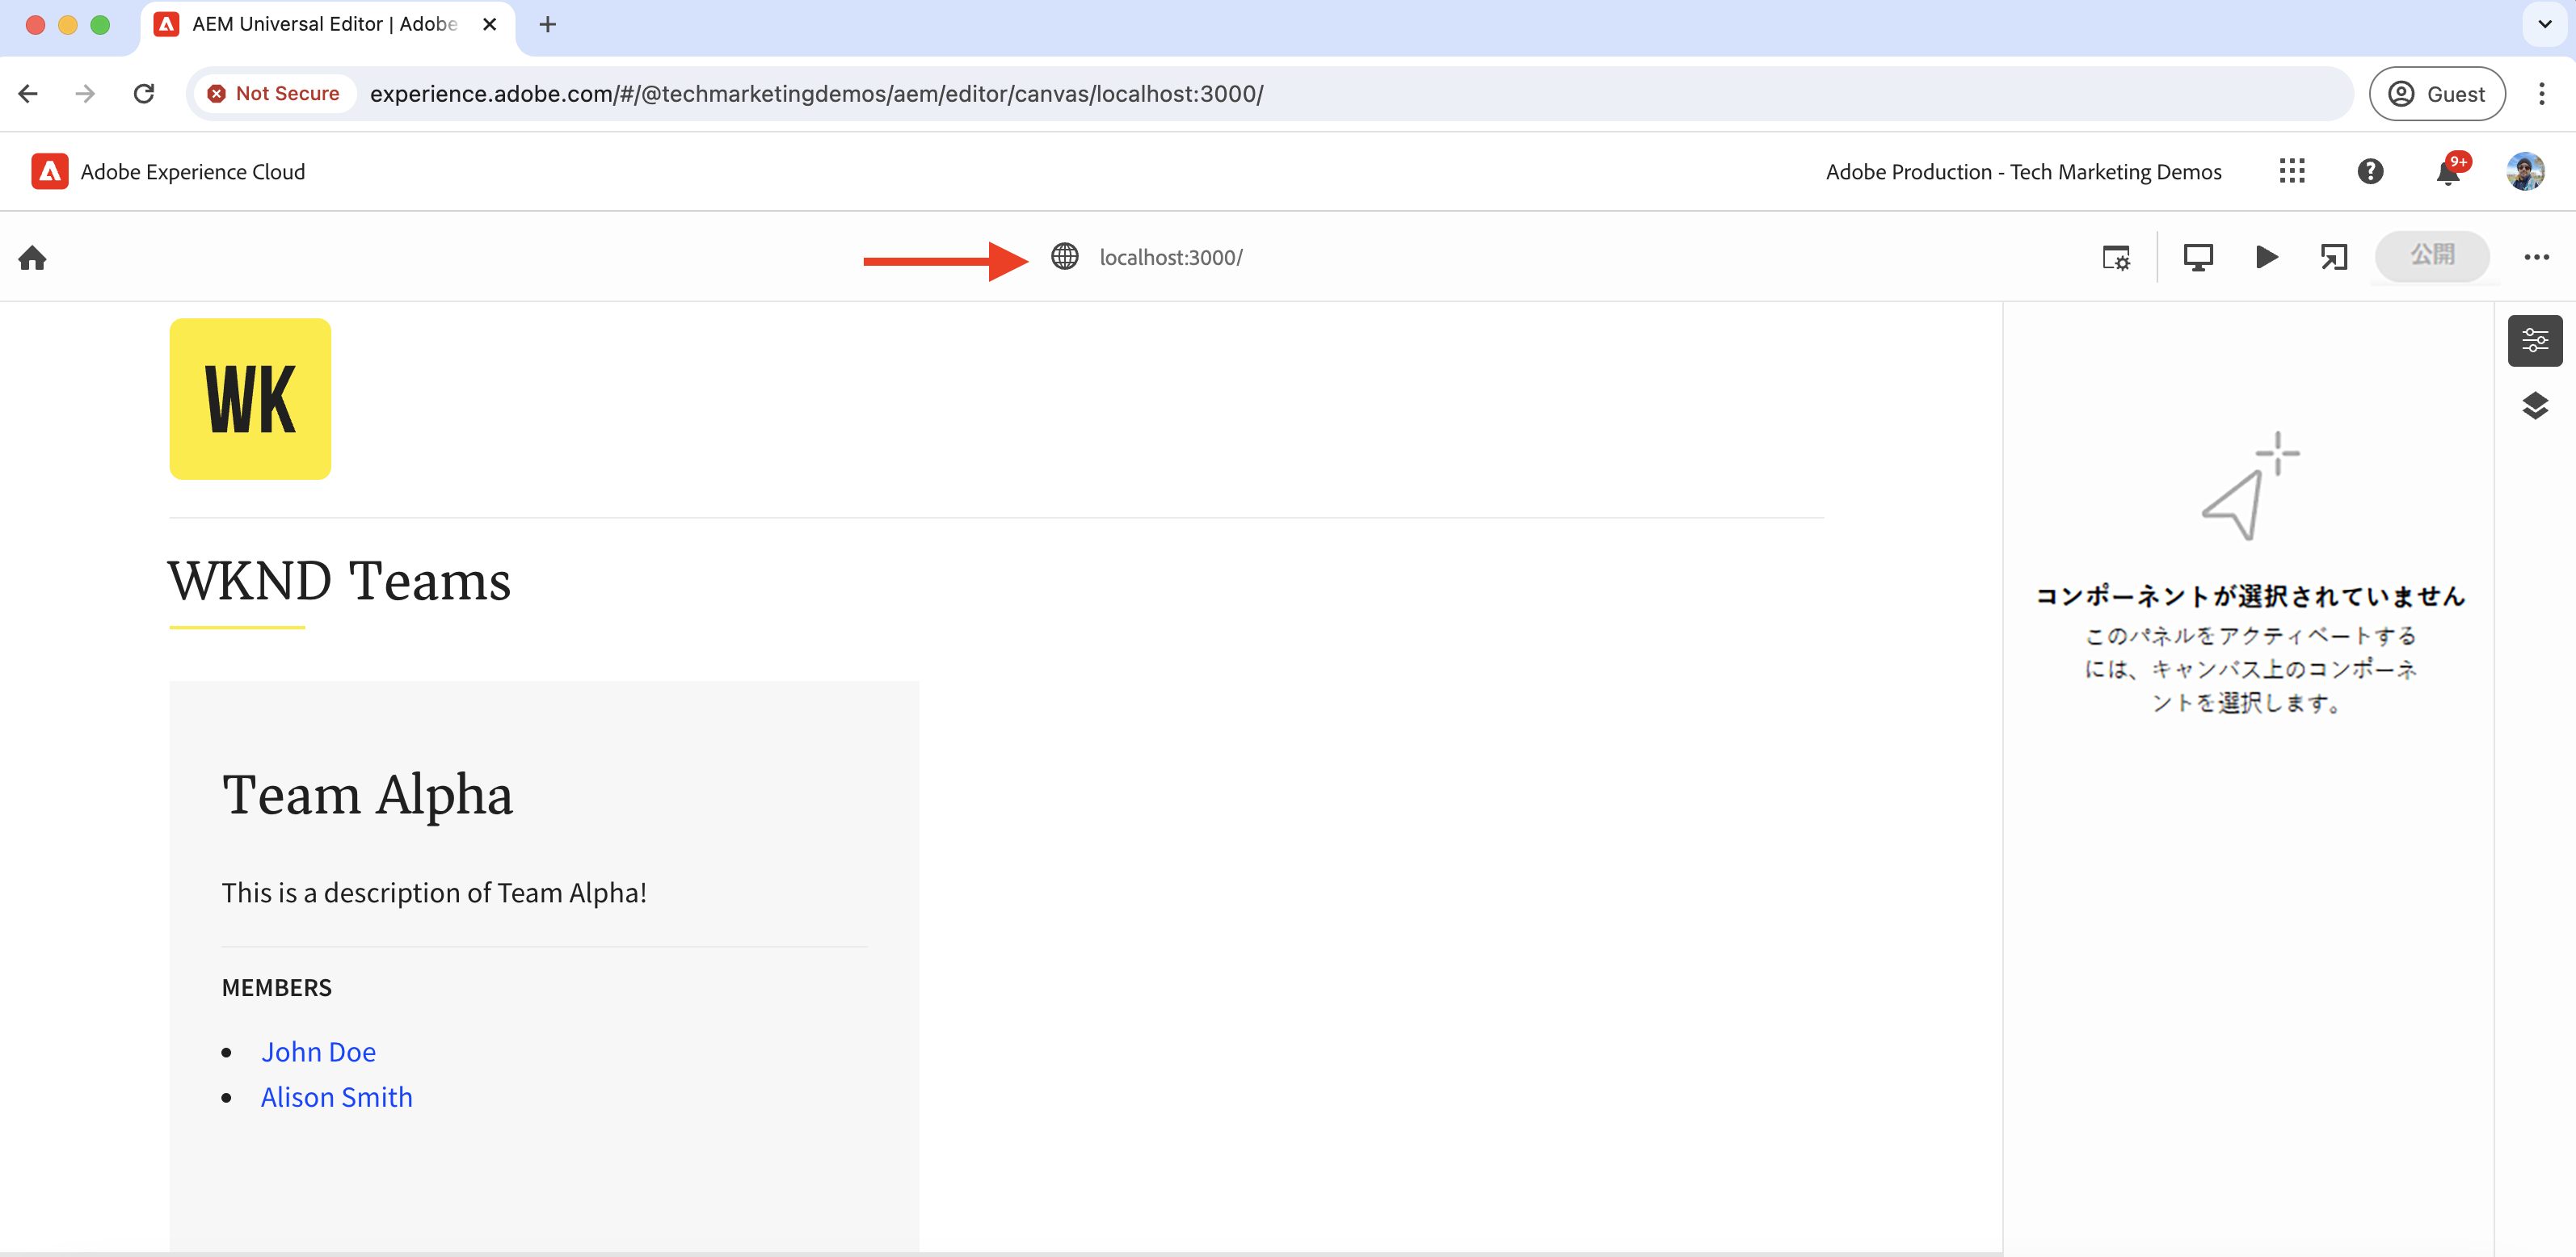 AEM Universal Editor | Adobe
Not Secure
experience.adobe.com/#/@techmarketingdemos/aem/editor/canvas/localhost:3000/
Guest
Adobe Experience Cloud
Adobe Production - Tech Marketing Demos
9+
localhost:3000/
公開
WK
WKND Teams
Team Alpha
This is a description of Team Alpha!
MEMBERS
John Doe
Alison Smith
コンポーネントが選択されていません
このパネルをアクティベートする
には、キャンバス上のコンポーネ
ントを選択します。